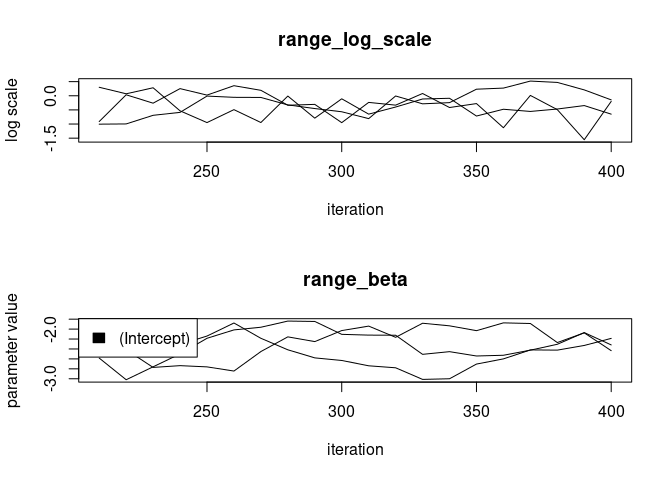 range_log_scale
log scale
0.0
-1.5
250 300 350 400
iteration
range_beta
parameter value
-2.0
-3.0
(Intercept)
250 300 350 400
iteration